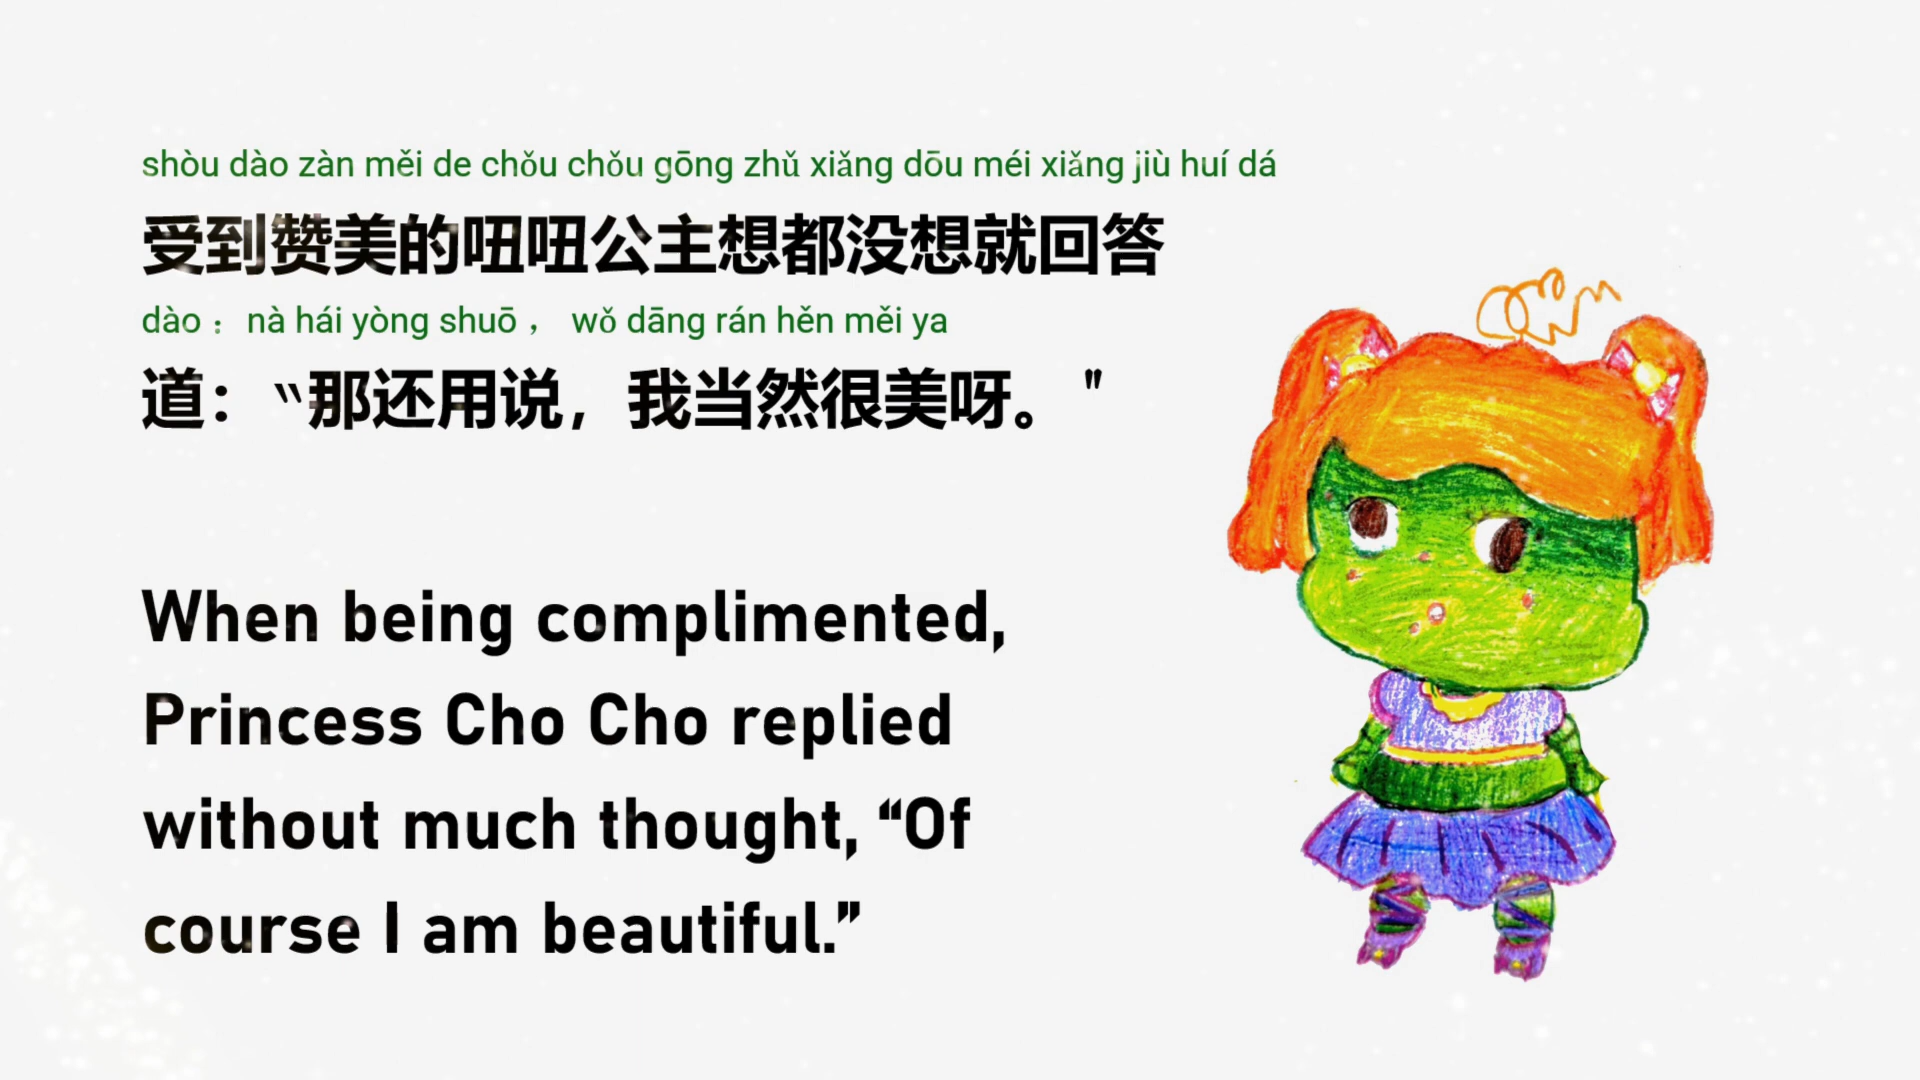 shòu dào zàn měi de chǒu chǒu gōng zhǔ xiǎng dōu méi xiǎng jiù huí dá
受到赞美的吜吜公主想都没想就回答
dào ： nà hái yòng shuō ， wǒ dāng rán hěn měi ya
道：〝那还用说，我当然很美呀。"
When being complimented,
Princess Cho Cho replied
without much thought, “Of
course I am beautiful.”